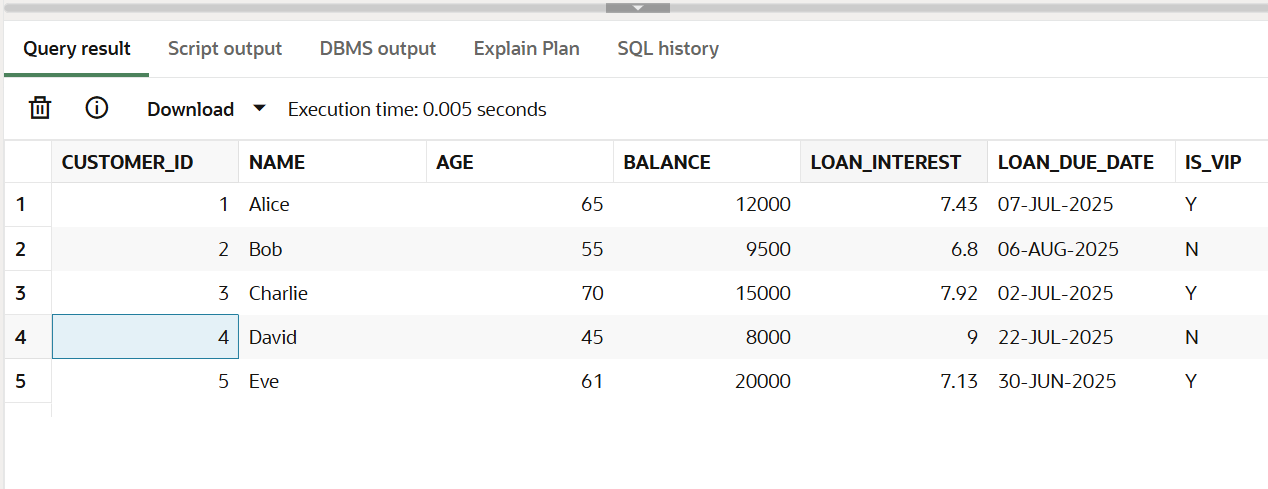 Query result Script output DBMS output Explain Plan SQL history
Download Execution time: 0.005 seconds
CUSTOMER_ID NAME AGE BALANCE LOAN_INTEREST LOAN_DUE_DATE IS_VIP
1 1 Alice 65 12000 7.43 07-JUL-2025 Y
2 2 Bob 55 9500 6.8 06-AUG-2025 N
3 3 Charlie 70 15000 7.92 02-JUL-2025 Y
4 4 David 45 8000 9 22-JUL-2025 N
5 5 Eve 61 20000 7.13 30-JUN-2025 Y